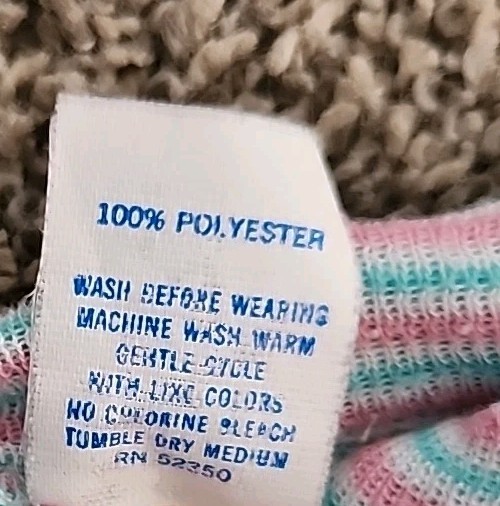 100% POLYESTER
WASH BEFORE WEARING
MACHINE WASH WARM
GENTLE CYCLE
WITH LIKE COLORS
NO CHLORINE BLEACH
TUMBLE DRY MEDIUM
RN 52350